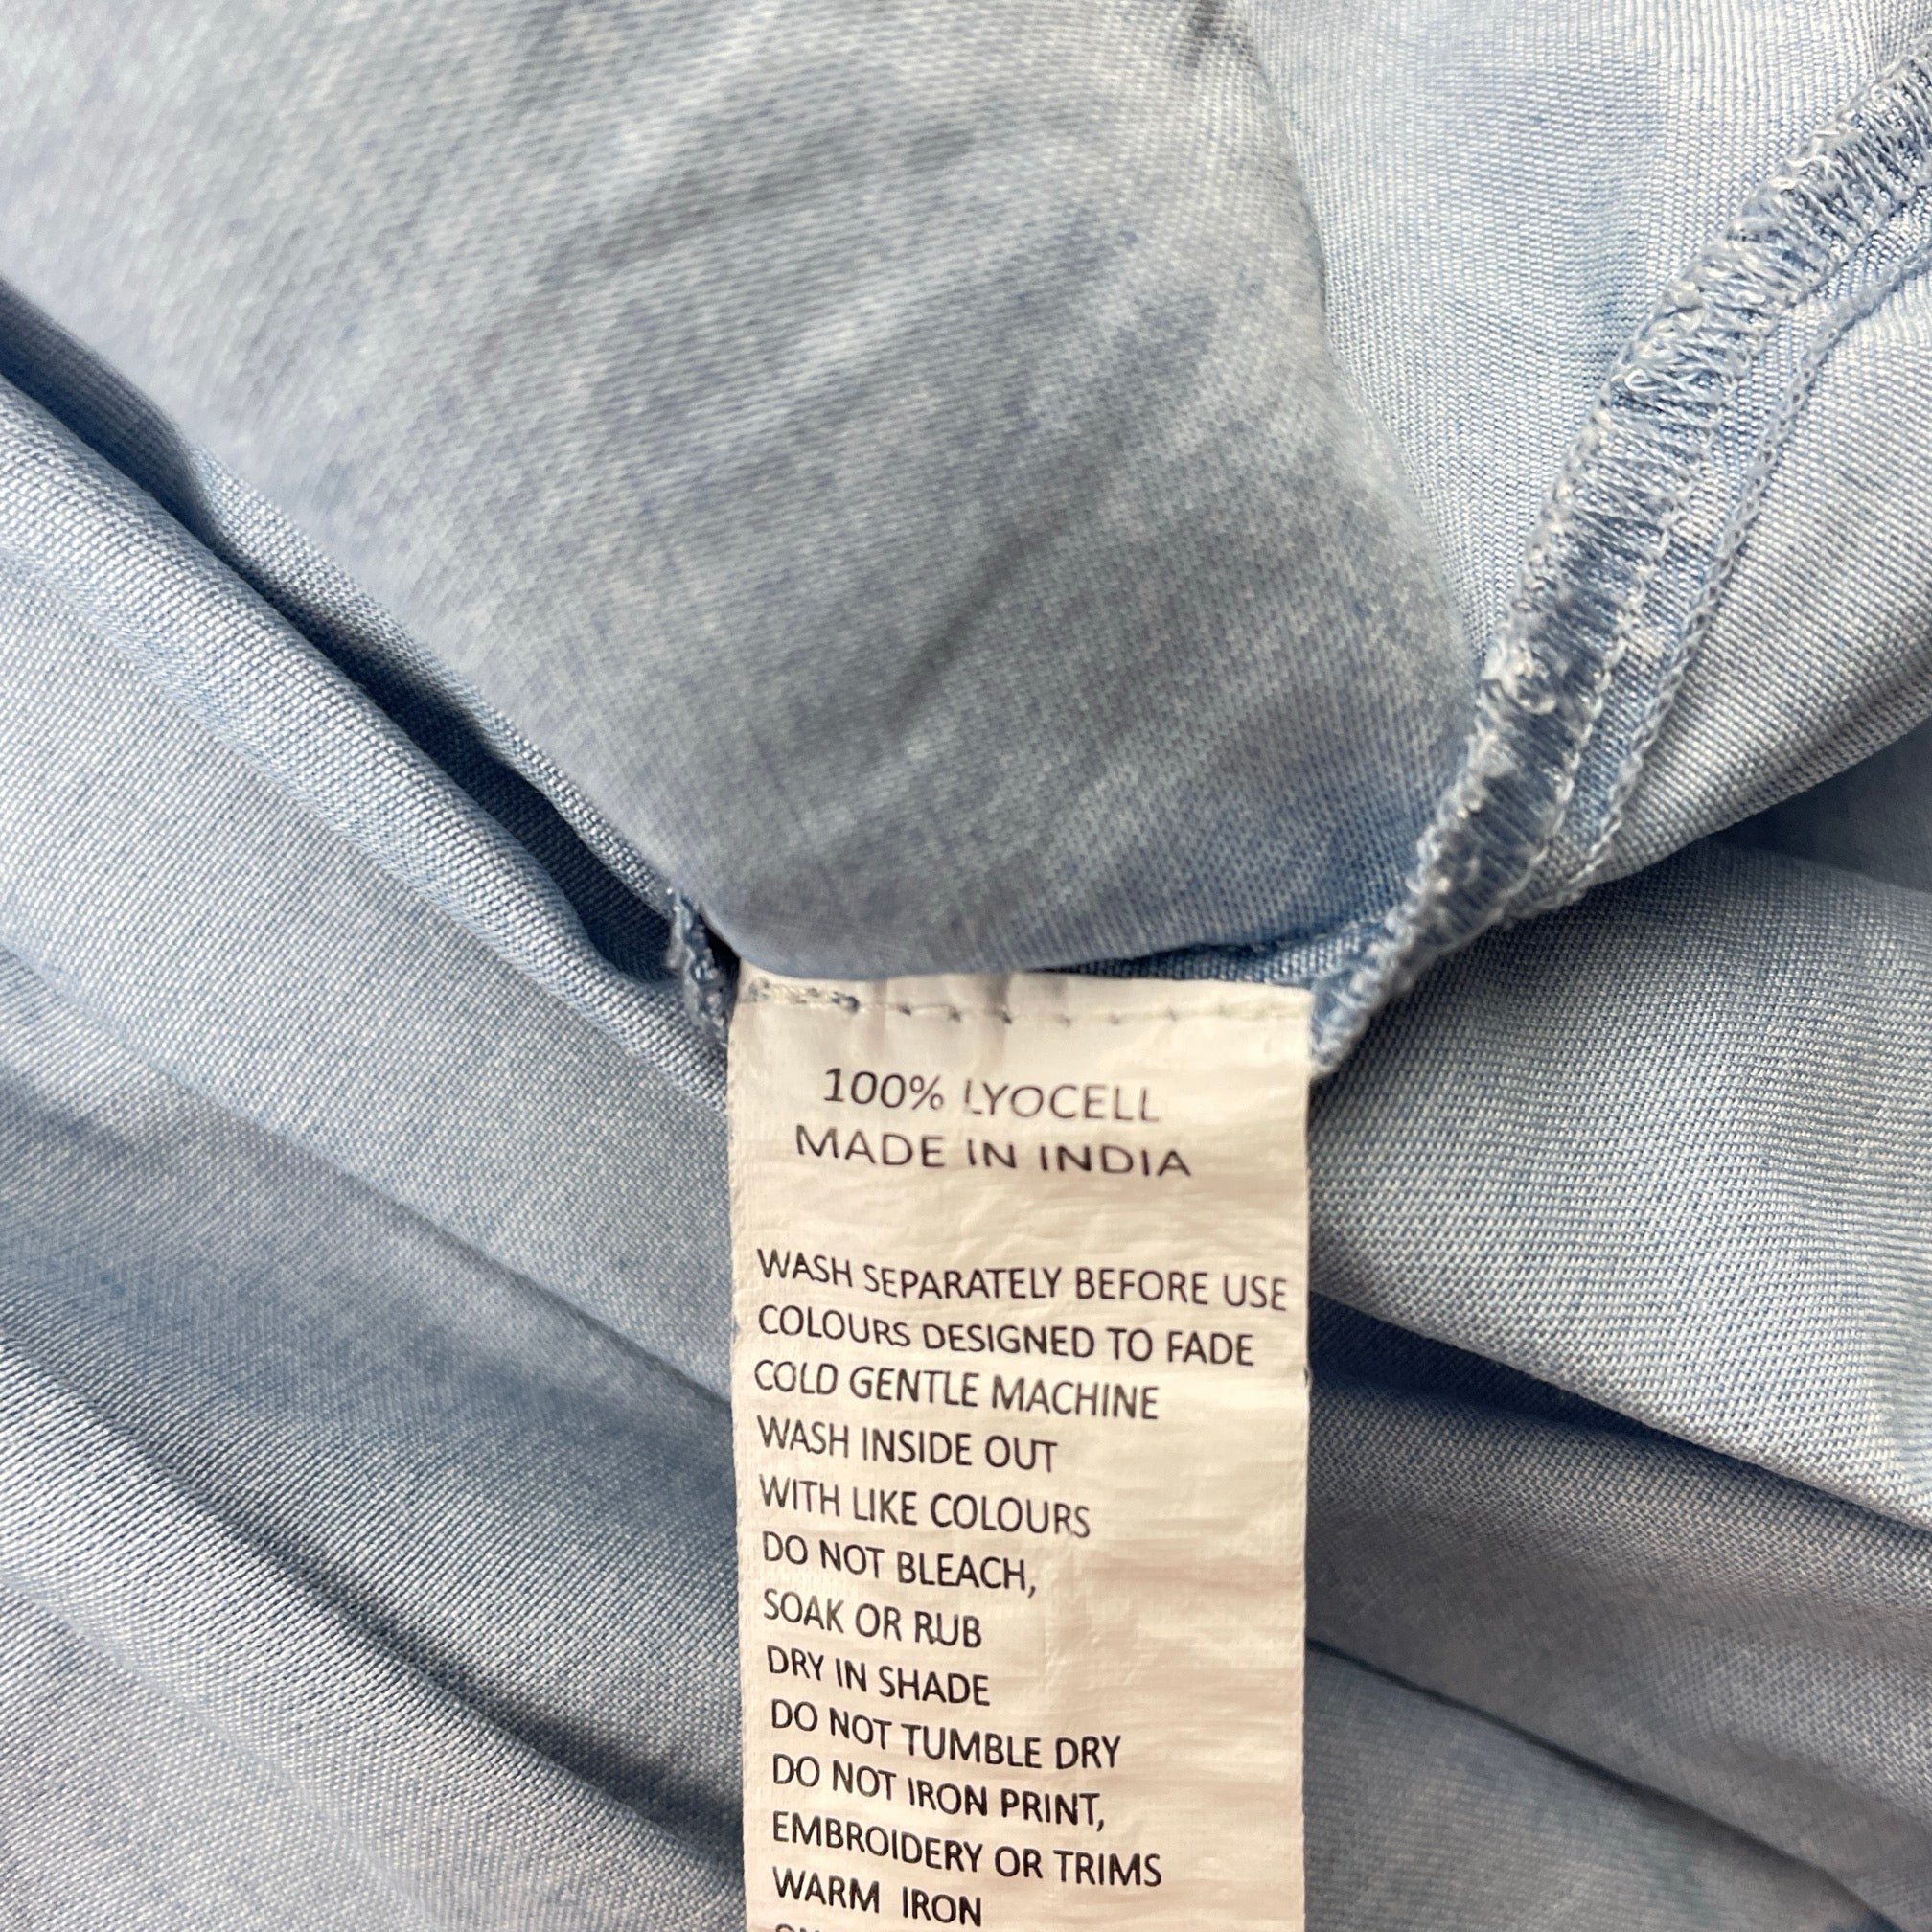 100% LYOCELL
MADE IN INDIA
WASH SEPARATELY BEFORE USE
COLOURS DESIGNED TO FADE
COLD GENTLE MACHINE
WASH INSIDE OUT
WITH LIKE COLOURS
DO NOT BLEACH,
SOAK OR RUB
DRY IN SHADE
DO NOT TUMBLE DRY
DO NOT IRON PRINT,
EMBROIDERY OR TRIMS
WARM IRON